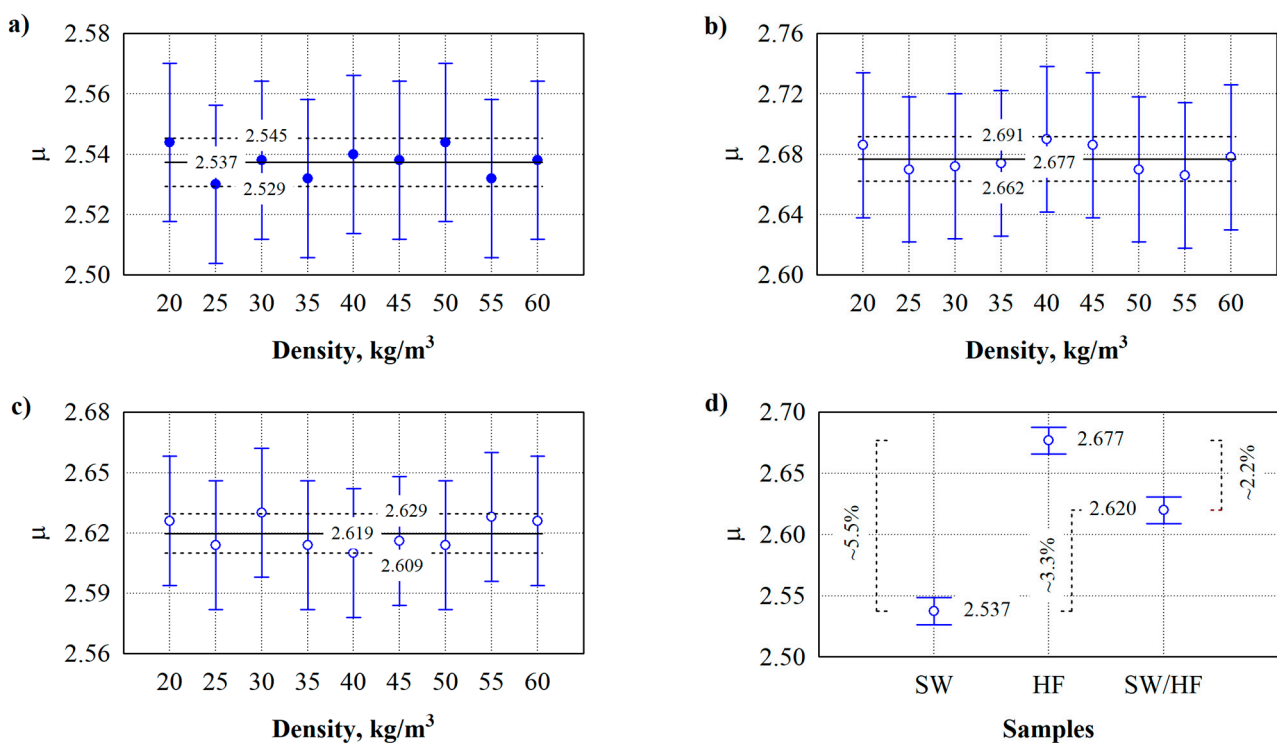 a)
2.58
2.56
2.54
2.52
2.50
μ
2.545
2.537
2.529
20 25 30 35 40 45 50 55 60
Density, kg/m³
b)
2.76
2.72
2.68
2.64
2.60
μ
2.691
2.677
2.662
20 25 30 35 40 45 50 55 60
Density, kg/m³
c)
2.68
2.65
2.62
2.59
2.56
μ
2.629
2.619
2.609
20 25 30 35 40 45 50 55 60
Density, kg/m³
d)
2.70
2.65
2.60
2.55
2.50
μ
~5.5%
2.537
2.677
~3.3%
2.620
~2.2%
SW HF SW/HF
Samples